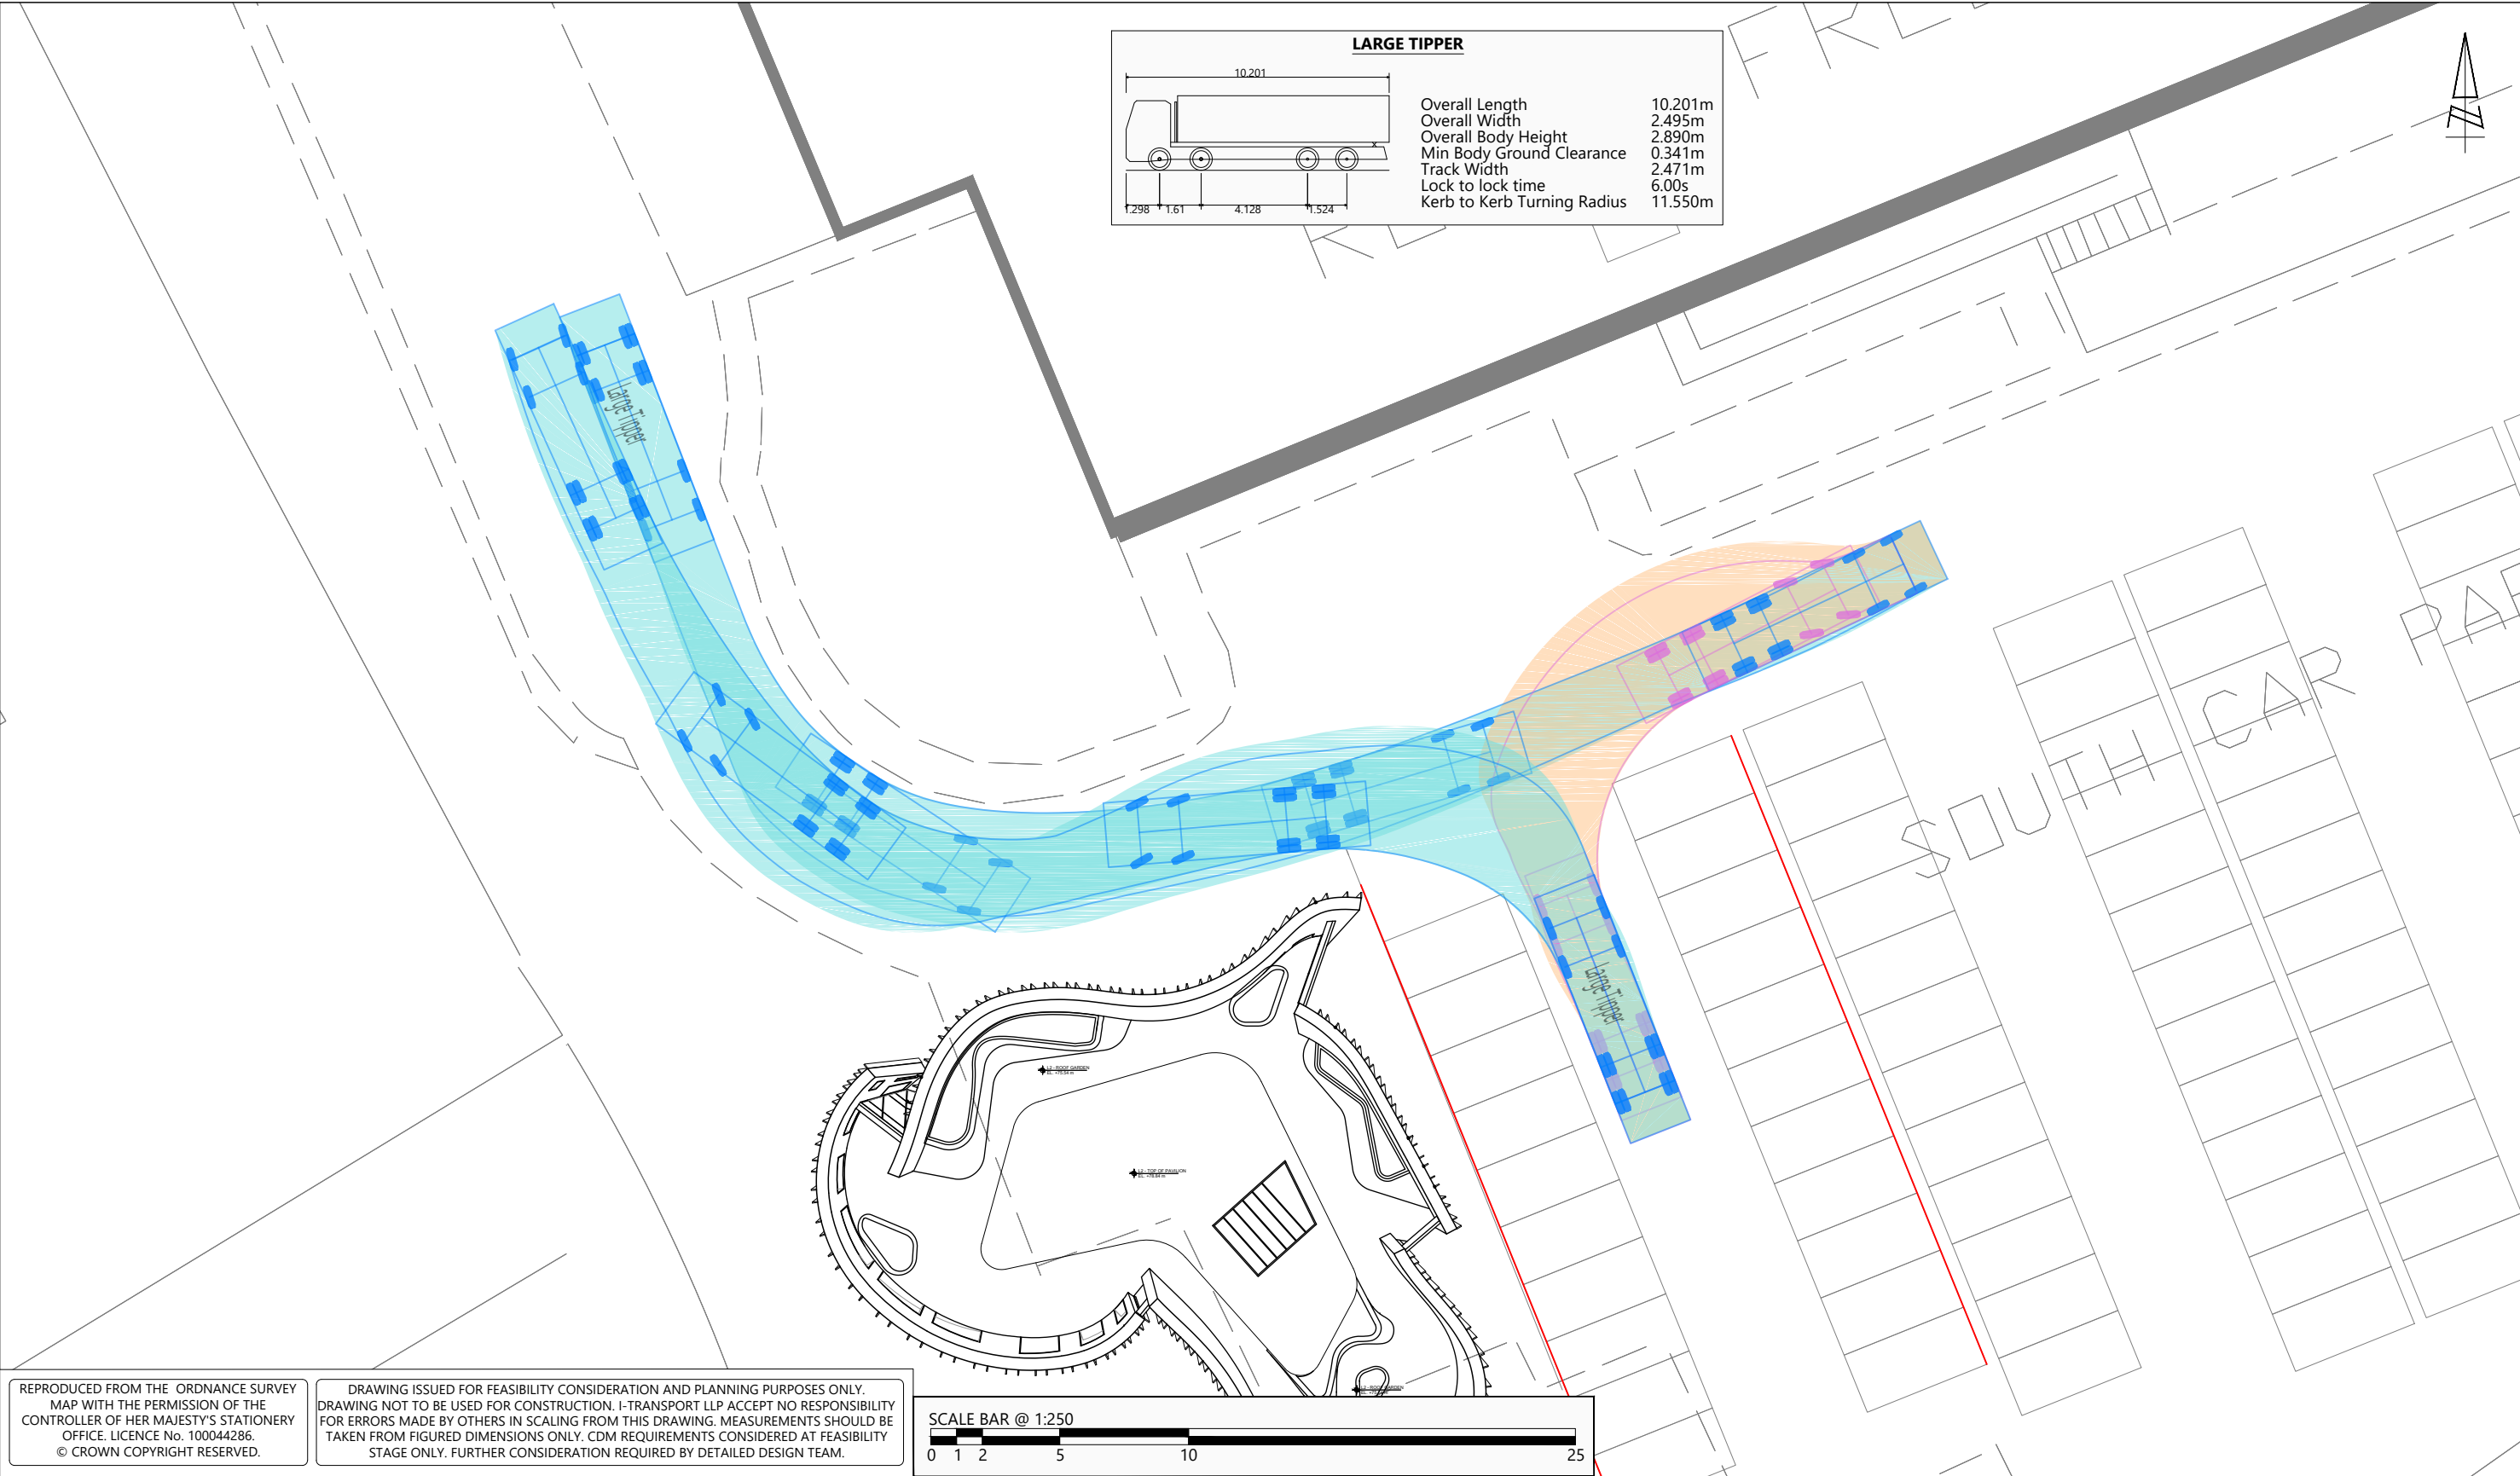 LARGE TIPPER
10.201
1.298 1.61 4.128 1.524
Overall Length 10.201m
Overall Width 2.495m
Overall Body Height 2.890m
Min Body Ground Clearance 0.341m
Track Width 2.471m
Lock to lock time 6.00s
Kerb to Kerb Turning Radius 11.550m
Large Tipper
Large Tipper
SOUTH CAR
L2 - ROOF GARDEN
L2 - TOP OF PAVILION
REPRODUCED FROM THE ORDNANCE SURVEY
MAP WITH THE PERMISSION OF THE
CONTROLLER OF HER MAJESTY'S STATIONERY
OFFICE. LICENCE No. 100044286.
© CROWN COPYRIGHT RESERVED.
DRAWING ISSUED FOR FEASIBILITY CONSIDERATION AND PLANNING PURPOSES ONLY.
DRAWING NOT TO BE USED FOR CONSTRUCTION. I-TRANSPORT LLP ACCEPT NO RESPONSIBILITY
FOR ERRORS MADE BY OTHERS IN SCALING FROM THIS DRAWING. MEASUREMENTS SHOULD BE
TAKEN FROM FIGURED DIMENSIONS ONLY. CDM REQUIREMENTS CONSIDERED AT FEASIBILITY
STAGE ONLY. FURTHER CONSIDERATION REQUIRED BY DETAILED DESIGN TEAM.
SCALE BAR @ 1:250
0 1 2 5 10 25